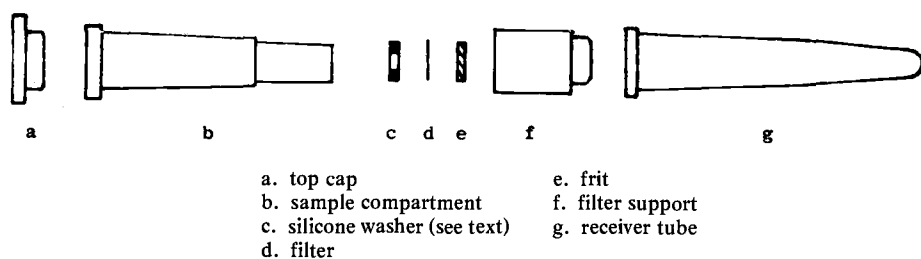 a b c d e f g
a. top cap e. frit
b. sample compartment f. filter support
c. silicone washer (see text) g. receiver tube
d. filter